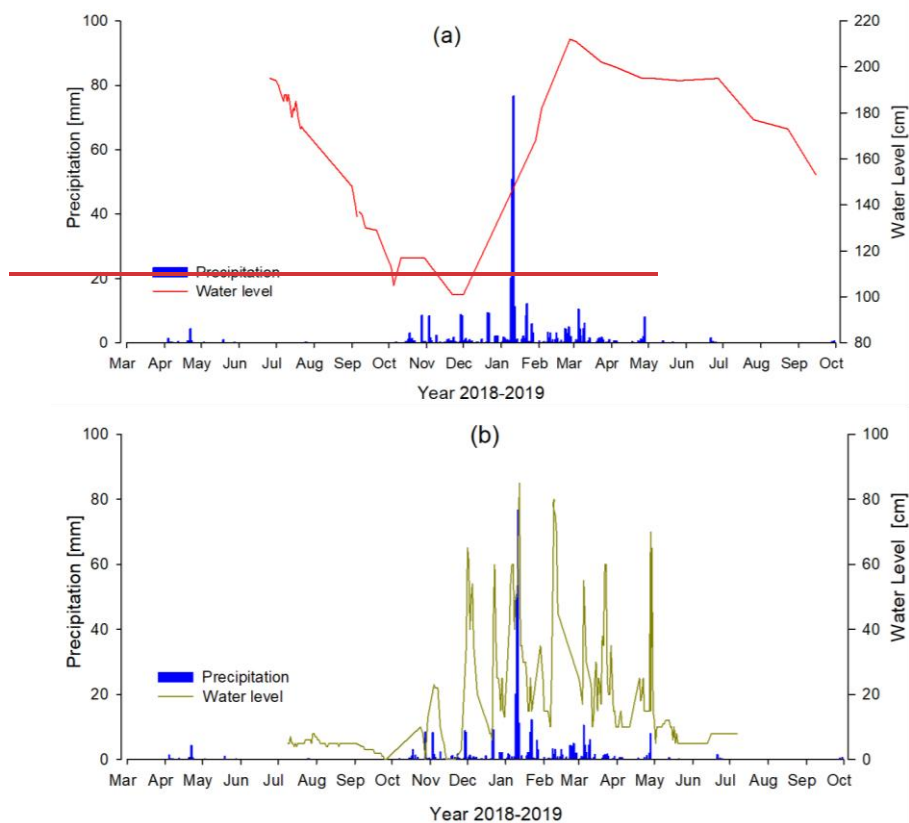 (a)
Precipitation [mm]
100
80
60
40
20
0
Precipitation
Water level
220
200
180
160
140
120
100
80
Water Level [cm]
Mar Apr May Jun Jul Aug Sep Oct Nov Dec Jan Feb Mar Apr May Jun Jul Aug Sep Oct
Year 2018-2019
(b)
Precipitation [mm]
100
80
60
40
20
0
Precipitation
Water level
100
80
60
40
20
0
Water Level [cm]
Mar Apr May Jun Jul Aug Sep Oct Nov Dec Jan Feb Mar Apr May Jun Jul Aug Sep Oct
Year 2018-2019